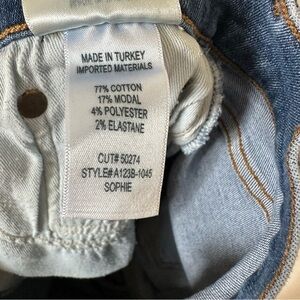 MADE IN TURKEY
IMPORTED MATERIALS
77% COTTON
17% MODAL
4% POLYESTER
2% ELASTANE
CUT# 50274
STYLE# A123B-1045
SOPHIE